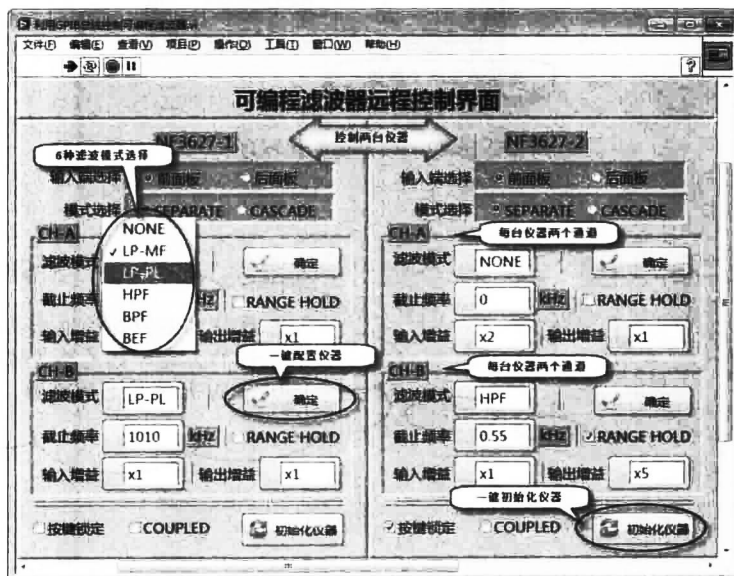 利用GPIB总线控制可编程滤波器.vi
文件(F) 编辑(E) 查看(V) 项目(P) 操作(O) 工具(T) 窗口(W) 帮助(H)
可编程滤波器远程控制界面
NF3627-1
控制两台仪器
NF3627-2
6种滤波模式选择
输入端选择 前面板 后面板
模式选择 SEPARATE CASCADE
CH-A
NONE
✓ LP-MF
LP-PL
HPF
BPF
BEF
滤波模式 确定
截止频率 Hz RANGE HOLD
输入增益 输出增益 x1
一键配置仪器
CH-B
滤波模式 LP-PL 确定
截止频率 1010 kHz RANGE HOLD
输入增益 x1 输出增益 x1
按键锁定 COUPLED 初始化仪器
输入端选择 前面板 后面板
模式选择 SEPARATE CASCADE
CH-A 每台仪器两个通道
滤波模式 NONE 确定
截止频率 0 kHz RANGE HOLD
输入增益 x2 输出增益 x1
CH-B 每台仪器两个通道
滤波模式 HPF 确定
截止频率 0.55 kHz RANGE HOLD
输入增益 x1 输出增益 x5
一键初始化仪器
按键锁定 COUPLED 初始化仪器